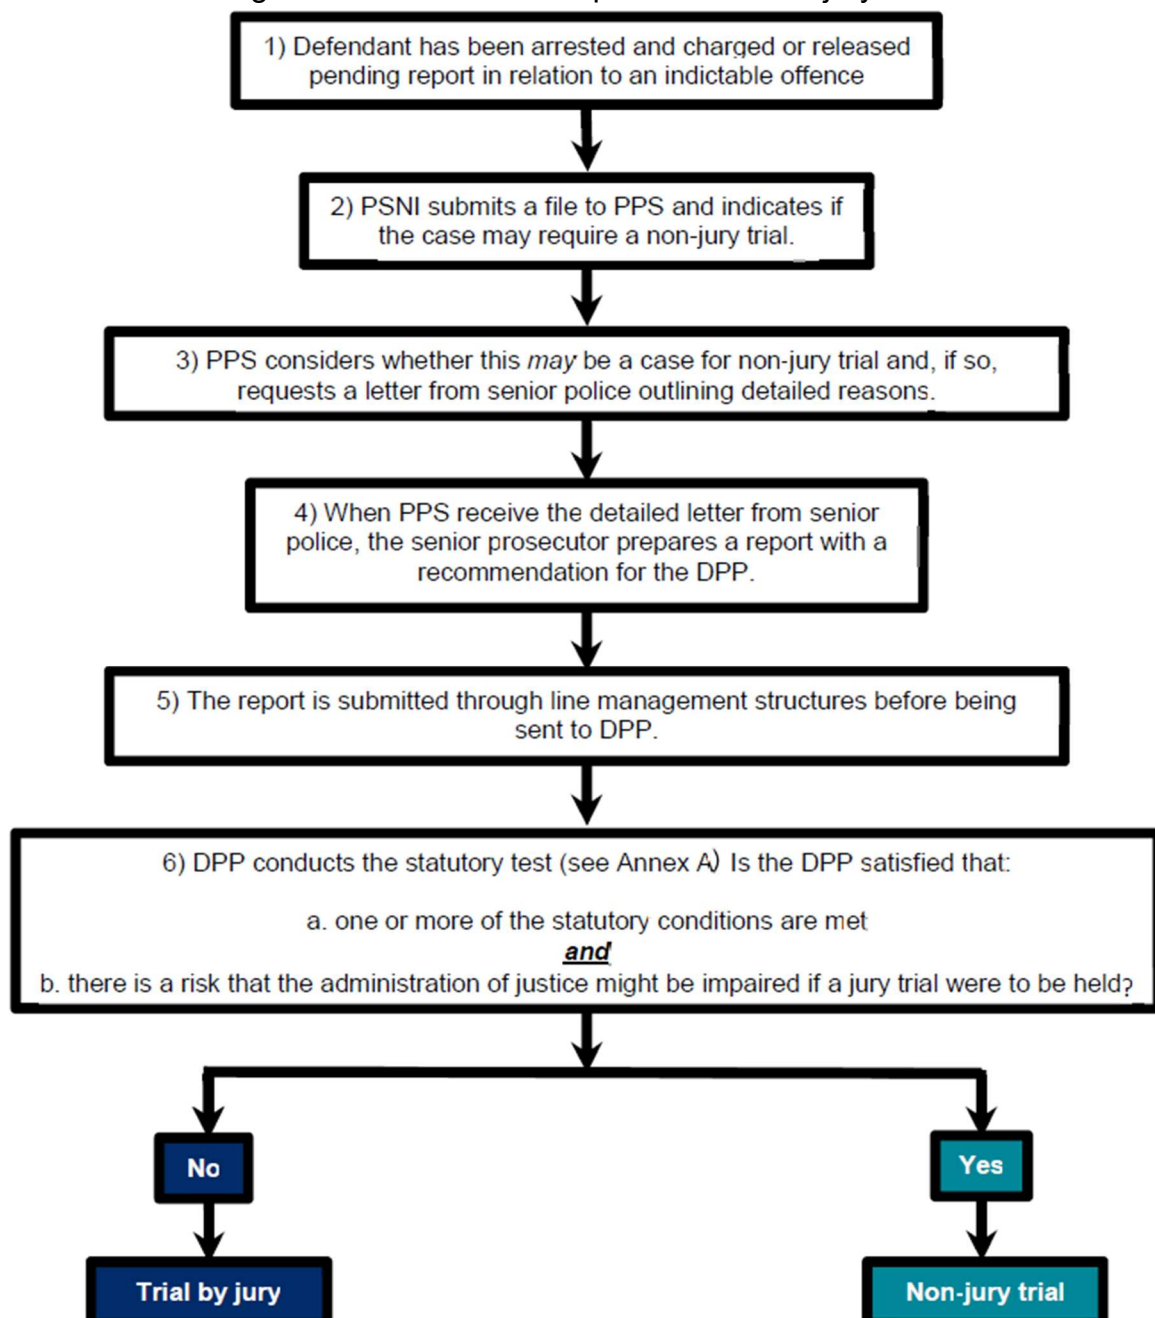 1) Defendant has been arrested and charged or released
pending report in relation to an indictable offence
2) PSNI submits a file to PPS and indicates if
the case may require a non-jury trial.
3) PPS considers whether this may be a case for non-jury trial and, if so,
requests a letter from senior police outlining detailed reasons.
4) When PPS receive the detailed letter from senior
police, the senior prosecutor prepares a report with a
recommendation for the DPP.
5) The report is submitted through line management structures before being
sent to DPP.
6) DPP conducts the statutory test (see Annex A) Is the DPP satisfied that:
a. one or more of the statutory conditions are met
and
b. there is a risk that the administration of justice might be impaired if a jury trial were to be held?
No
Yes
Trial by jury
Non-jury trial